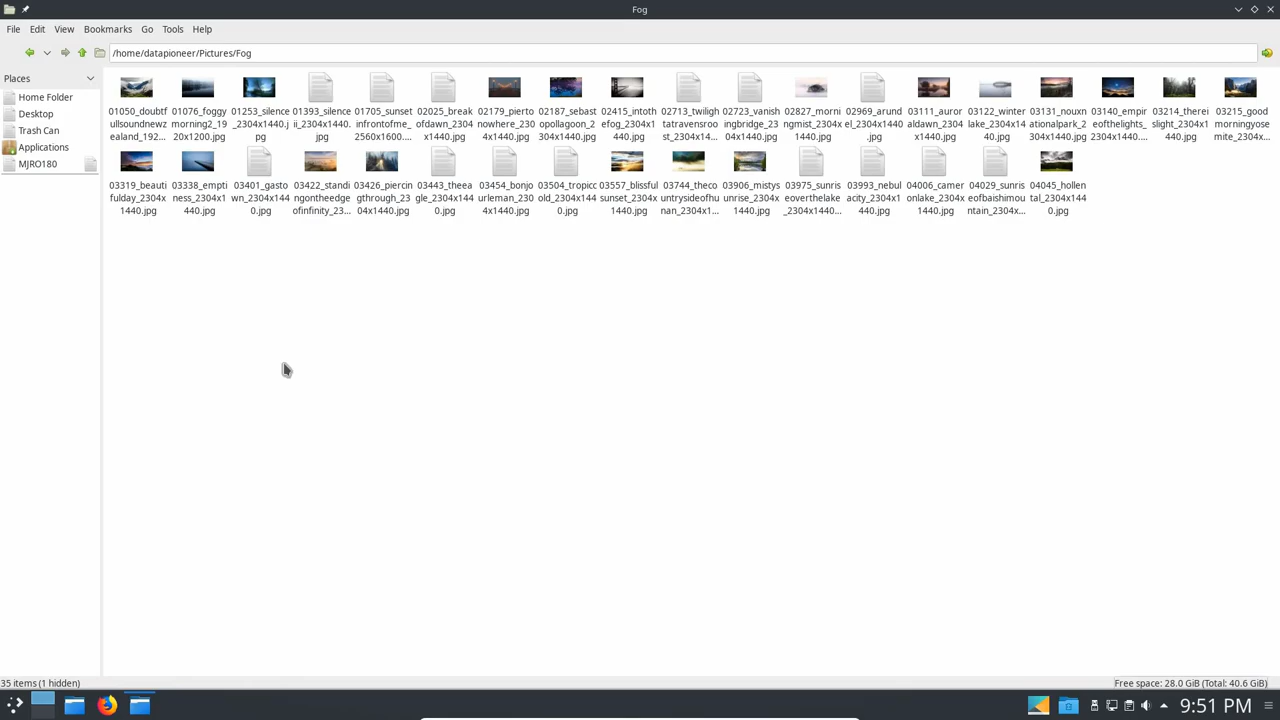 Fog
File Edit View Bookmarks Go Tools Help
/home/datapioneer/Pictures/Fog
Places
Home Folder
Desktop
Trash Can
Applications
MJRO180
01050_doubtf
ullsoundnewz
ealand_192...
01076_foggy
morning2_19
20x1200.jpg
01253_silence
_2304x1440.j
pg
01393_silence
ii_2304x1440.
jpg
01705_sunset
infrontofme_
2560x1600....
02025_break
ofdawn_2304
x1440.jpg
02179_pierto
nowhere_230
4x1440.jpg
02187_sebast
opollagoon_2
304x1440.jpg
02415_intoth
efog_2304x1
440.jpg
02713_twiligh
tatravensroo
st_2304x14...
02723_vanish
ingbridge_23
04x1440.jpg
02827_morni
ngmist_2304x
1440.jpg
02969_arund
el_2304x1440
.jpg
03111_auror
aldawn_2304
x1440.jpg
03122_winter
lake_2304x14
40.jpg
03131_nouxn
ationalpark_2
304x1440.jpg
03140_empir
eofthelights_
2304x1440....
03214_therei
slight_2304x1
440.jpg
03215_good
morningyose
mite_2304x...
03319_beauti
fulday_2304x
1440.jpg
03338_empti
ness_2304x1
440.jpg
03401_gasto
wn_2304x144
0.jpg
03422_standi
ngontheedge
ofinfinity_23...
03426_piercin
gthrough_23
04x1440.jpg
03443_theea
gle_2304x144
0.jpg
03454_bonjo
urleman_230
4x1440.jpg
03504_tropicc
old_2304x144
0.jpg
03557_blissful
sunset_2304x
1440.jpg
03744_theco
untrysideofhu
nan_2304x1...
03906_mistys
unrise_2304x
1440.jpg
03975_sunris
eoverthelake
_2304x1440...
03993_nebul
acity_2304x1
440.jpg
04006_camer
onlake_2304x
1440.jpg
04029_sunris
eofbaishimou
ntain_2304x...
04045_hollen
tal_2304x144
0.jpg
35 items (1 hidden)
Free space: 28.0 GiB (Total: 40.6 GiB)
9:51 PM